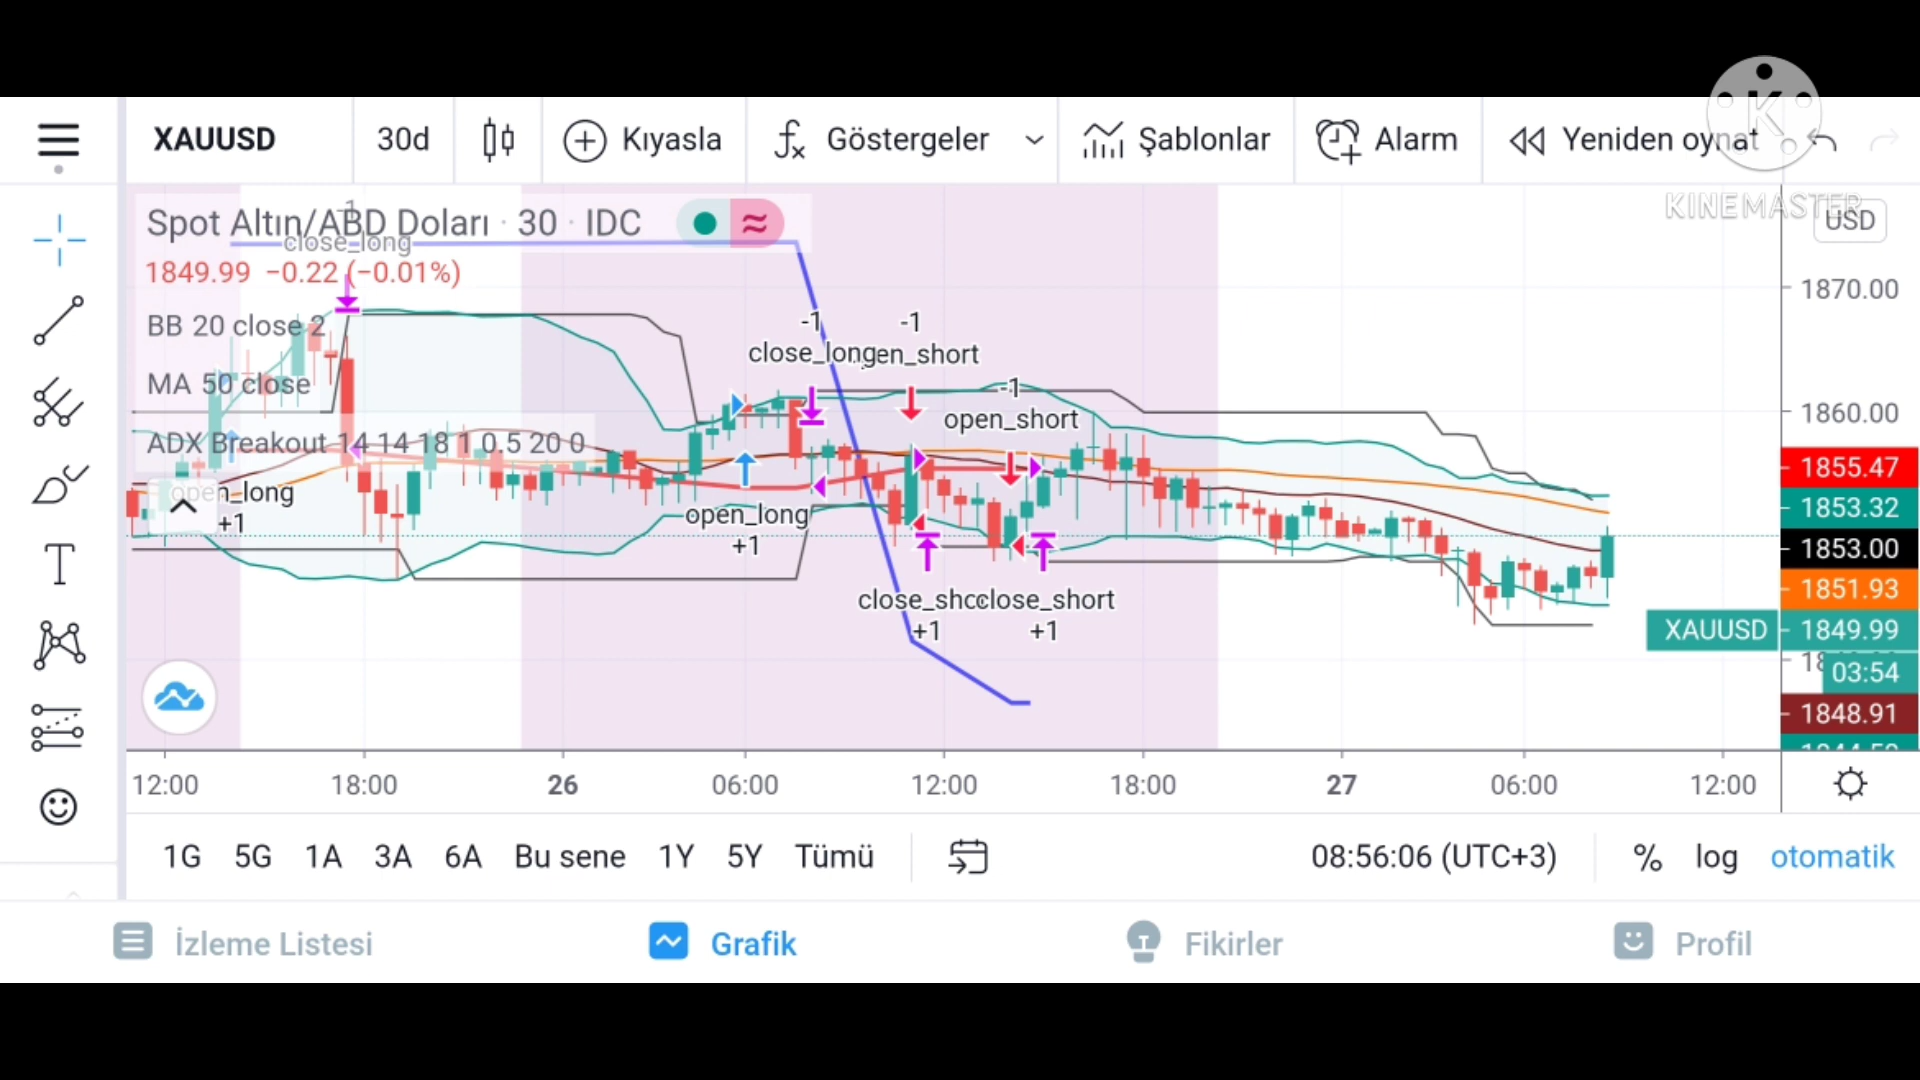 XAUUSD
30d
Kıyasla
Göstergeler
Şablonlar
Alarm
Yeniden oynat
K
KINEMASTER
USD
Spot Altın/ABD Doları · 30 · IDC
-1
close_long
1849.99 −0.22 (−0.01%)
BB 20 close 2
MA 50 close
ADX Breakout 14 14 18 1 0.5 20 0
open_long
+1
-1
close_long
-1
open_short
-1
open_short
open_long
+1
close_short
+1
close_short
+1
1870.00
1860.00
1855.47
1853.32
1853.00
1851.93
XAUUSD
1849.99
03:54
1848.91
12:00
18:00
26
06:00
12:00
18:00
27
06:00
12:00
1G 5G 1A 3A 6A Bu sene 1Y 5Y Tümü
08:56:06 (UTC+3)
% log otomatik
İzleme Listesi
Grafik
Fikirler
Profil